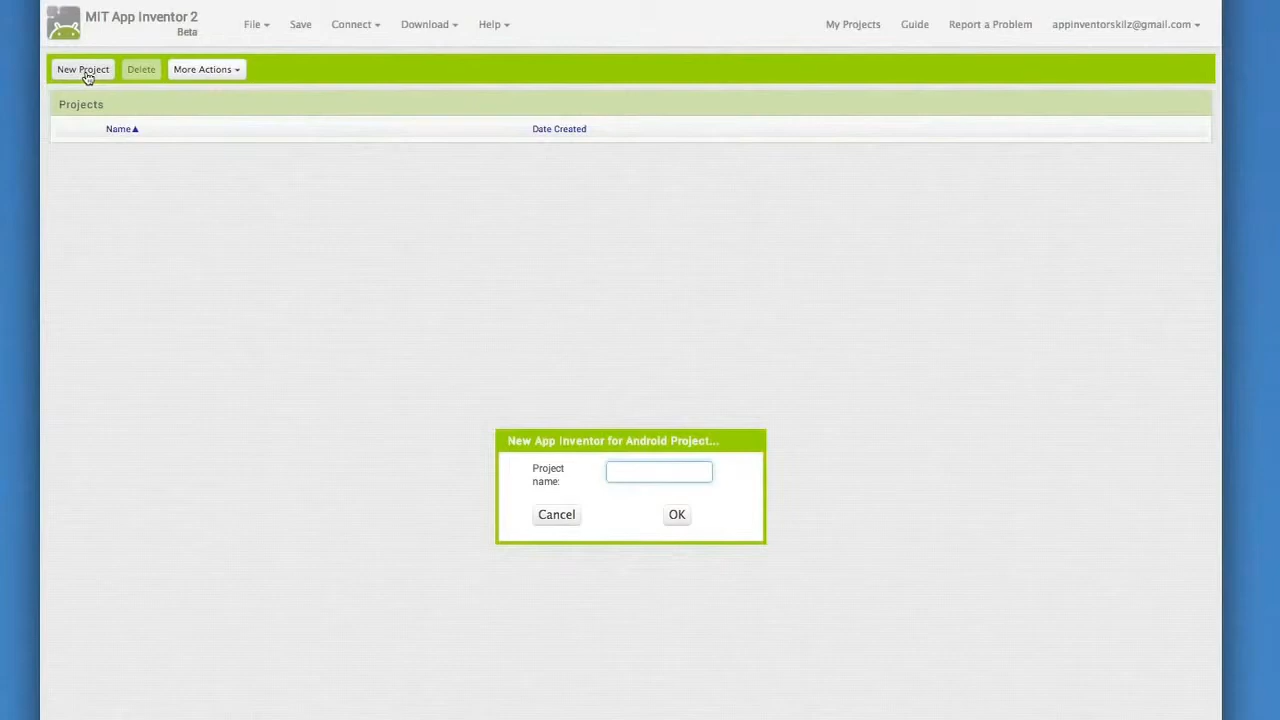 MIT App Inventor 2
Beta
File Save Connect Download Help
My Projects Guide Report a Problem appinventorskilz@gmail.com
New Project Delete More Actions
Projects
Name Date Created
New App Inventor for Android Project...
Project
name:
Cancel OK